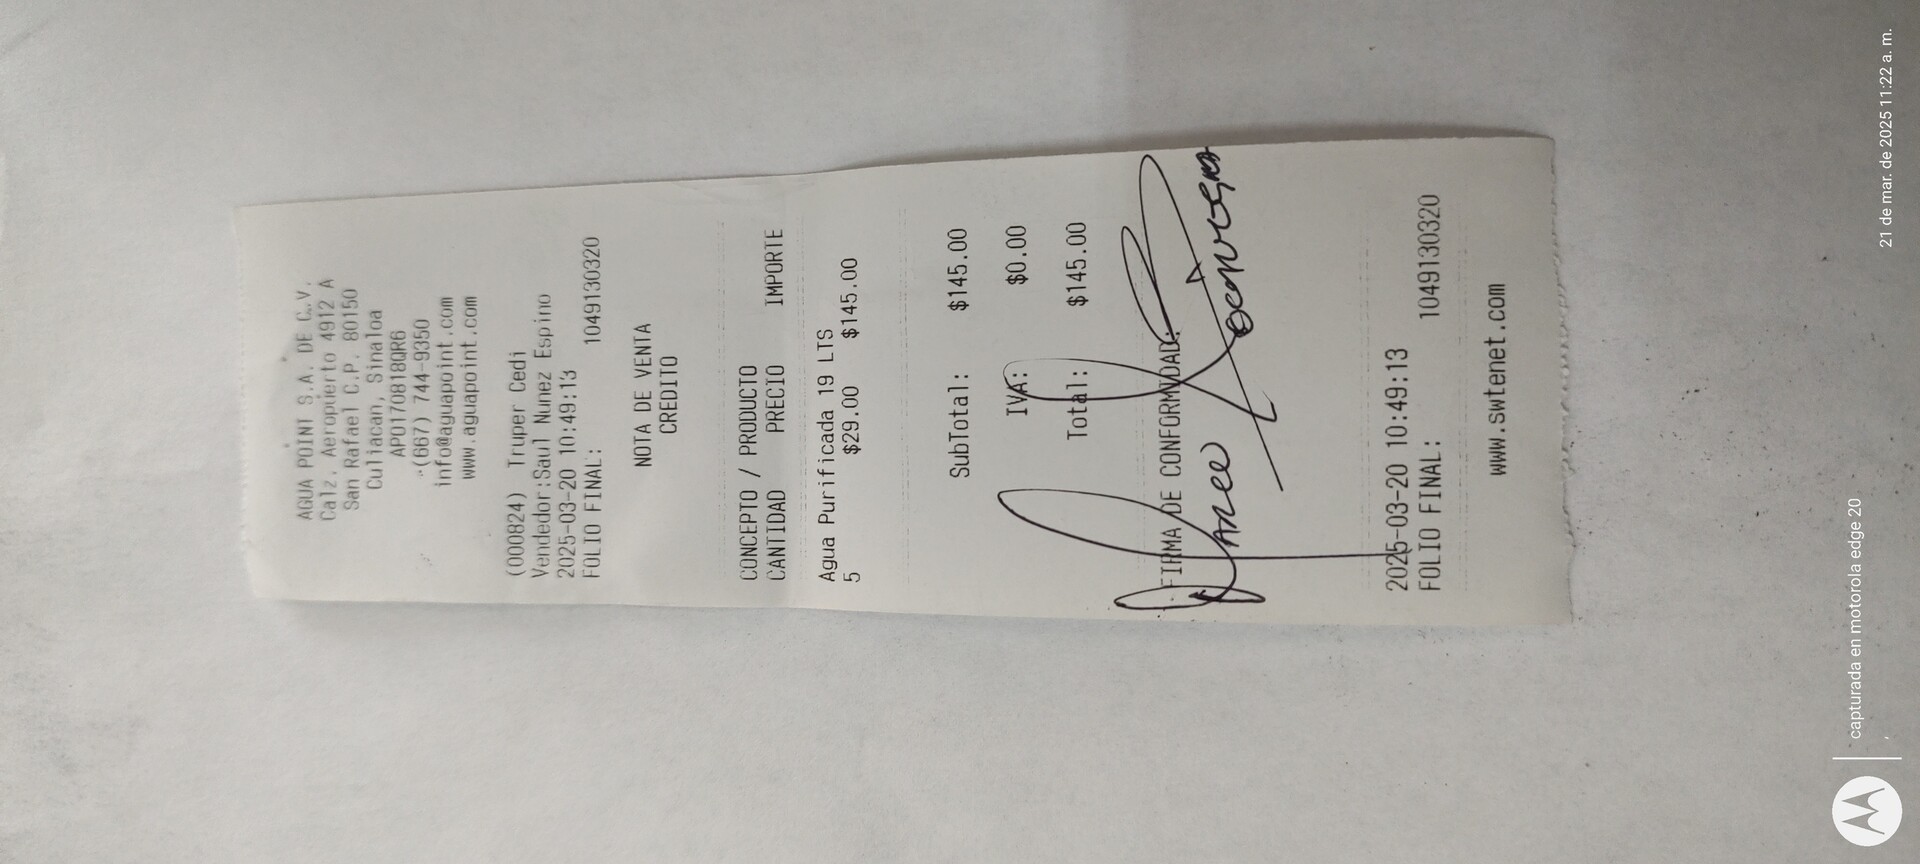 AGUA POINT S.A. DE C.V.
Calz. Aeropuerto 4912 A
San Rafael C.P. 80150
Culiacan, Sinaloa
APO170818QR6
(667) 744-9350
info@aguapoint.com
www.aguapoint.com
(000824) Truper Cedi
Vendedor:Saul Nunez Espino
2025-03-20 10:49:13
FOLIO FINAL: 1049130320
NOTA DE VENTA
CREDITO
CONCEPTO / PRODUCTO
CANTIDAD PRECIO IMPORTE
Agua Purificada 19 LTS
5 $29.00 $145.00
SubTotal: $145.00
IVA: $0.00
Total: $145.00
FIRMA DE CONFORMIDAD:
2025-03-20 10:49:13
FOLIO FINAL: 1049130320
www.swtenet.com
capturada en motorola edge 20
21 de mar. de 2025 11:22 a. m.